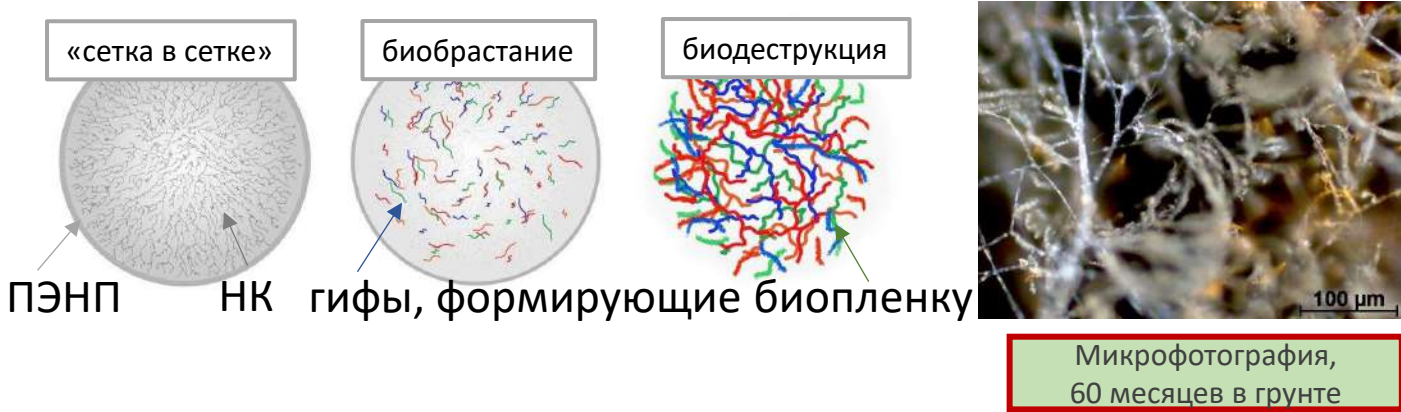 «сетка в сетке»
биобрастание
биодеструкция
ПЭНП
НК
гифы, формирующие биопленку
100 µm
Микрофотография,
60 месяцев в грунте